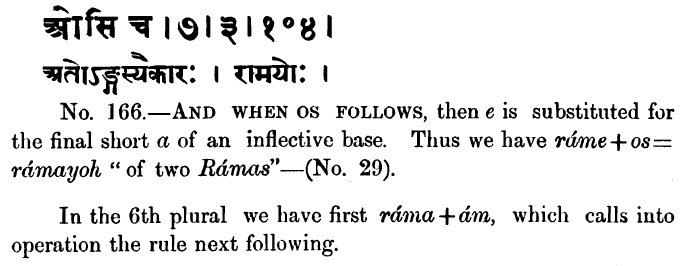 ओसि च । ७ । ३ । १०४ ।
अतोऽङ्गस्यैकारः । रामयोः ।
No. 166.—AND WHEN OS FOLLOWS, then e is substituted for
the final short a of an inflective base. Thus we have ráme+os=
rámayoh “ of two Rámas”—(No. 29).
In the 6th plural we have first ráma+ám, which calls into
operation the rule next following.